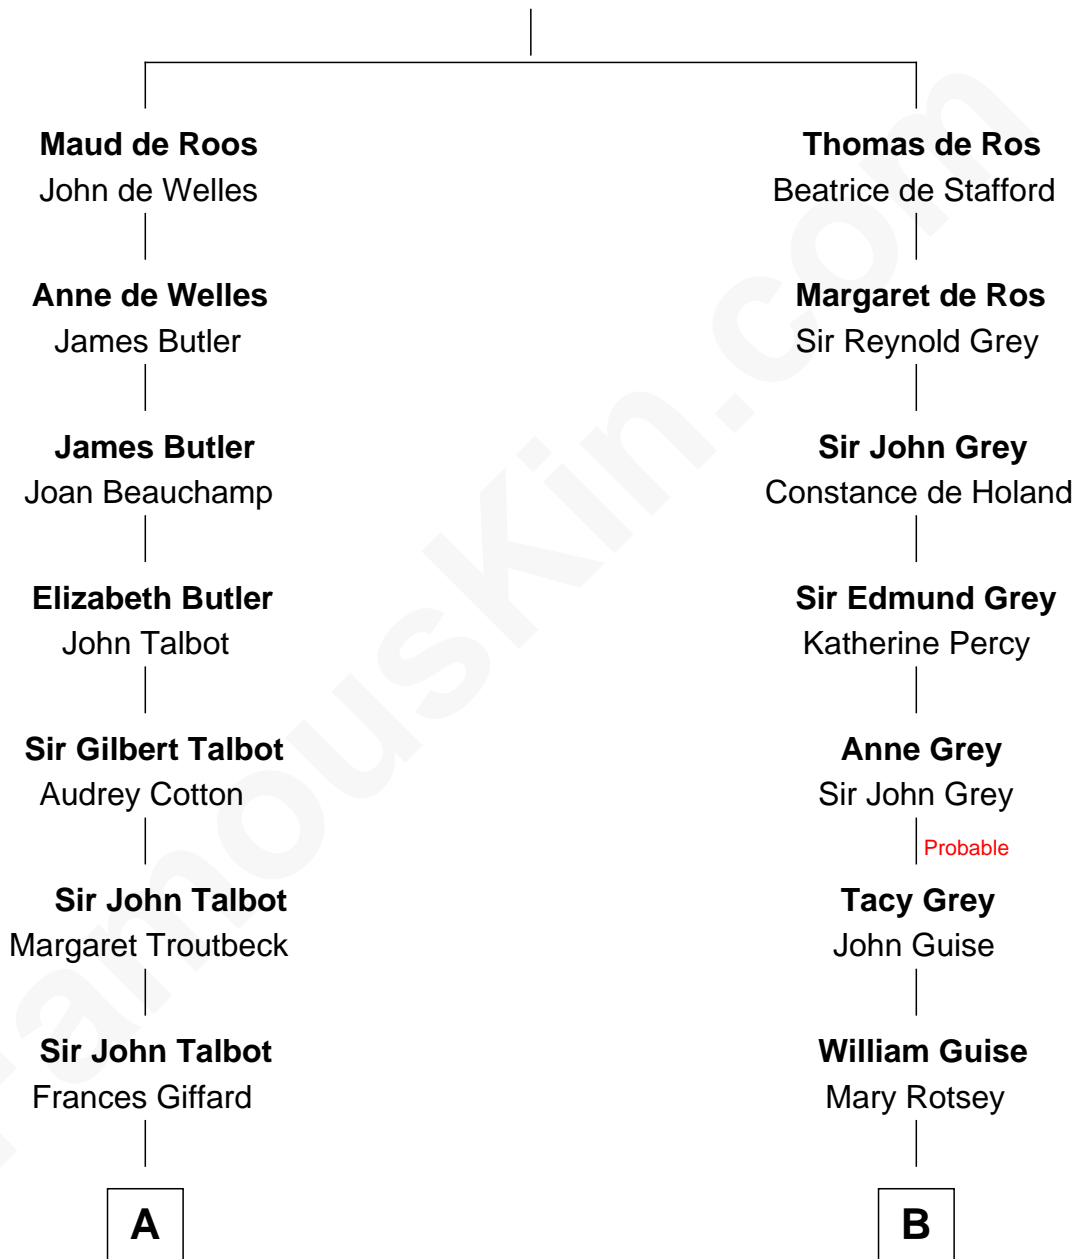 Maud de Roos
John de Welles
Anne de Welles
James Butler
James Butler
Joan Beauchamp
Elizabeth Butler
John Talbot
Sir Gilbert Talbot
Audrey Cotton
Sir John Talbot
Margaret Troutbeck
Sir John Talbot
Frances Giffard
A
Thomas de Ros
Beatrice de Stafford
Margaret de Ros
Sir Reynold Grey
Sir John Grey
Constance de Holand
Sir Edmund Grey
Katherine Percy
Anne Grey
Sir John Grey
Probable
Tacy Grey
John Guise
William Guise
Mary Rotsey
B
FamousKin.com